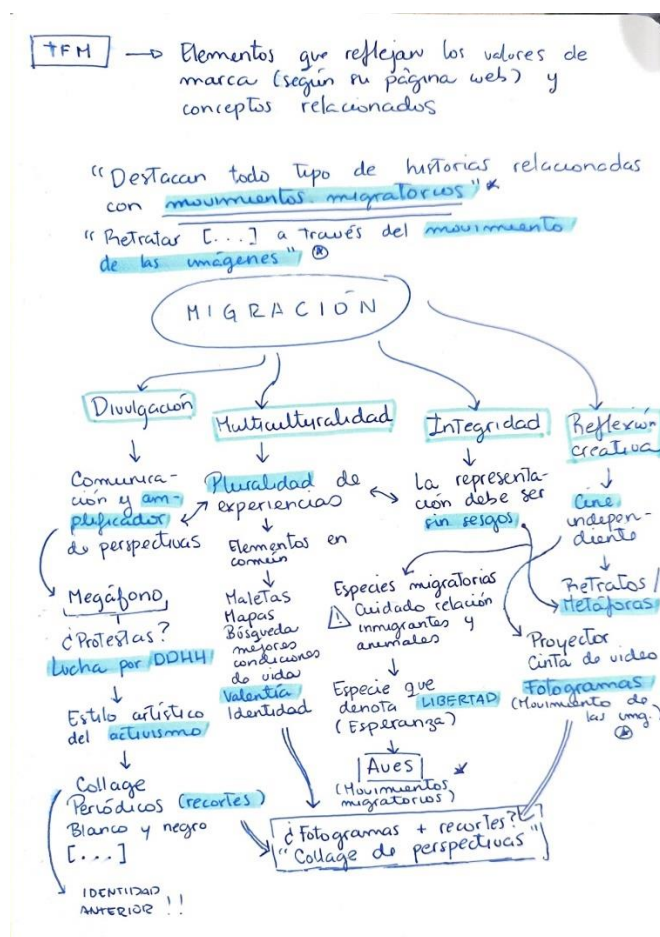 TFM → Elementos que reflejan los valores de
marca (según su página web) y
conceptos relacionados
"Destacan todo tipo de historias relacionadas
con movimientos migratorios" *
"Retratar [...] a través del movimiento
de las imágenes" ⊛
MIGRACIÓN
Divulgación
↓
Comunica-
ción y am-
plificador
de perspectivas
Megáfono
¿Protestas?
Lucha por DDHH
↓
Estilo artístico
del activismo
↓
Collage
Periódicos (recortes)
Blanco y negro
[...]
IDENTIDAD
ANTERIOR !!
Multiculturalidad
↓
Pluralidad de
experiencias
↓
Elementos en
común
↓
Maletas
Mapas
Búsqueda
mejores
condiciones
de vida
Valentía
Identidad
Integridad
↓
La representa-
ción debe ser
sin sesgos
Especies migratorias
⚠ Cuidado relación
inmigrantes y
animales
↓
Especie que
denota LIBERTAD
(Esperanza)
↓
Aves *
(Movimientos
migratorios)
Reflexión
creativa
↓
Cine
indepen-
diente
↓
Retratos /
Metáforas
Proyector
Cinta de video
Fotogramas
(Movimiento de
las img.)
⊛
¿Fotogramas + recortes?
"Collage de perspectivas"